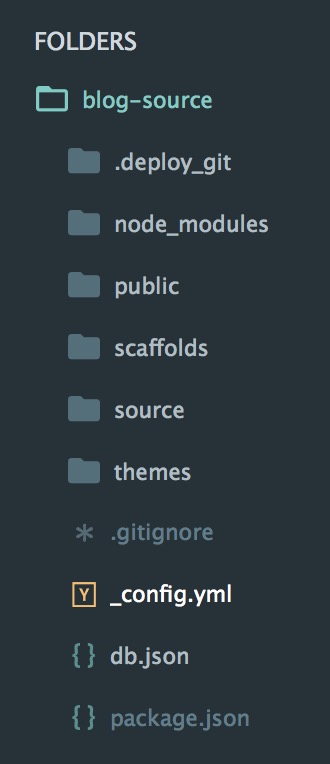 FOLDERS
blog-source
.deploy_git
node_modules
public
scaffolds
source
themes
.gitignore
Y _config.yml
{ } db.json
{ } package.json